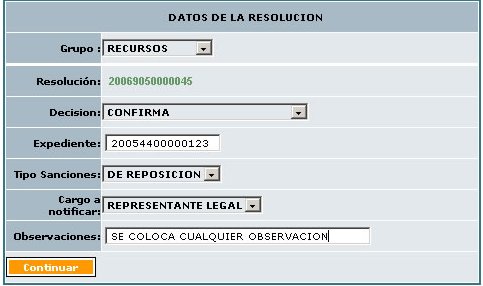 DATOS DE LA RESOLUCION
Grupo : RECURSOS
Resolución: 20069050000045
Decision: CONFIRMA
Expediente: 20054400000123
Tipo Sanciones: DE REPOSICION
Cargo a
notificar: REPRESENTANTE LEGAL
Observaciones: SE COLOCA CUALQUIER OBSERVACION
Continuar